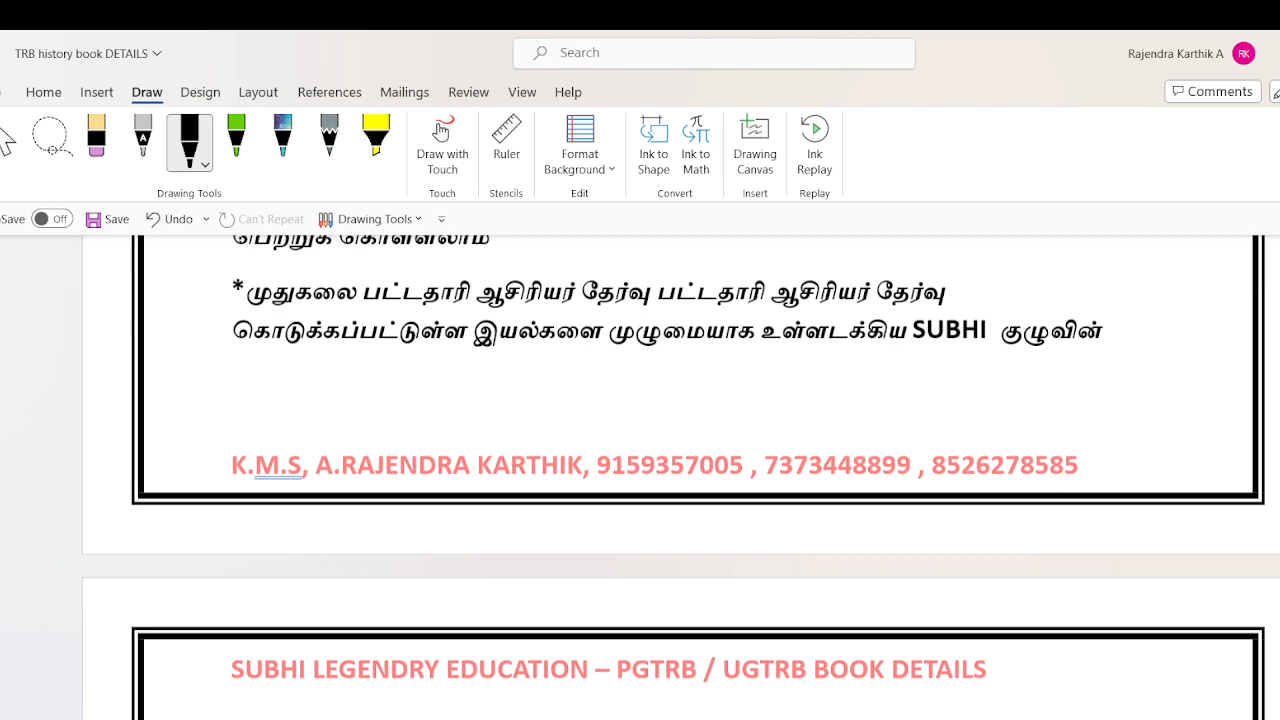 TRB history book DETAILS
Search
Rajendra Karthik A
RK
Home Insert Draw Design Layout References Mailings Review View Help
Comments
A
Draw with Touch
Ruler
Format Background
Ink to Shape
Ink to Math
Drawing Canvas
Ink Replay
Drawing Tools Touch Stencils Edit Convert Insert Replay
Save Off Save Undo Can't Repeat Drawing Tools
பெற்றுக் கொள்ளலாம்
*முதுகலை பட்டதாரி ஆசிரியர் தேர்வு பட்டதாரி ஆசிரியர் தேர்வு
கொடுக்கப்பட்டுள்ள இயல்களை முழுமையாக உள்ளடக்கிய SUBHI குழுவின்
K.M.S, A.RAJENDRA KARTHIK, 9159357005 , 7373448899 , 8526278585
SUBHI LEGENDRY EDUCATION – PGTRB / UGTRB BOOK DETAILS